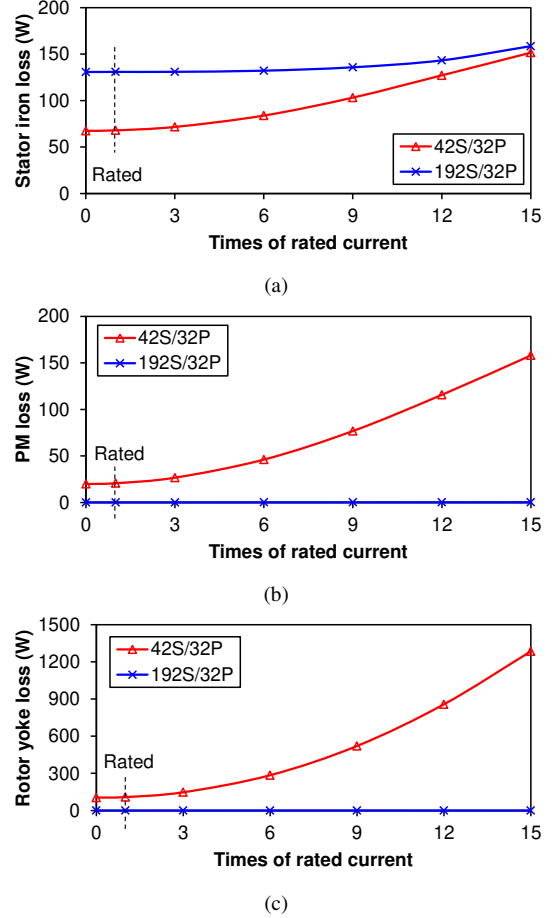 200
150
100
50
0
Stator iron loss (W)
Rated
42S/32P
192S/32P
0 3 6 9 12 15
Times of rated current
(a)
200
150
100
50
0
PM loss (W)
42S/32P
192S/32P
Rated
0 3 6 9 12 15
Times of rated current
(b)
1500
1200
900
600
300
0
Rotor yoke loss (W)
42S/32P
192S/32P
Rated
0 3 6 9 12 15
Times of rated current
(c)